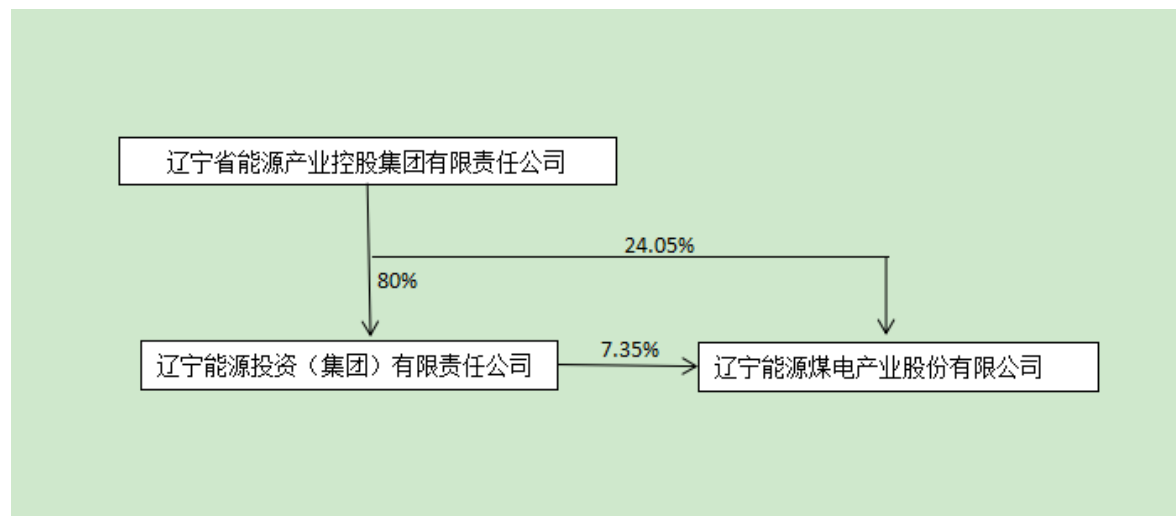 辽宁省能源产业控股集团有限责任公司
24.05%
80%
7.35%
辽宁能源投资（集团）有限责任公司
辽宁能源煤电产业股份有限公司